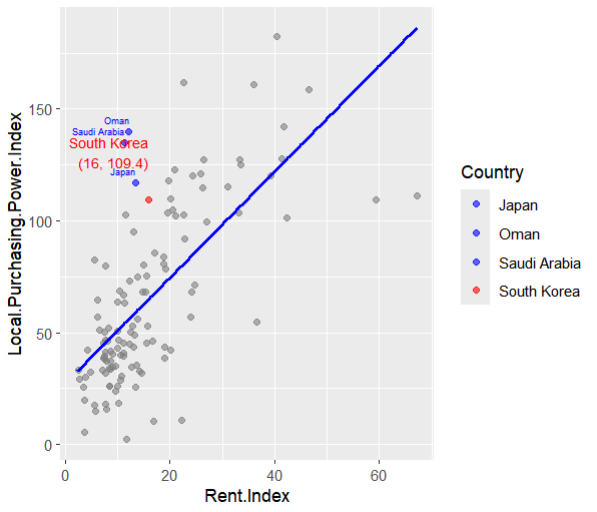 Local.Purchasing.Power.Index
150
100
50
0
Oman
Saudi Arabia
South Korea
(16, 109.4)
Japan
0
20
40
60
Rent.Index
Country
Japan
Oman
Saudi Arabia
South Korea